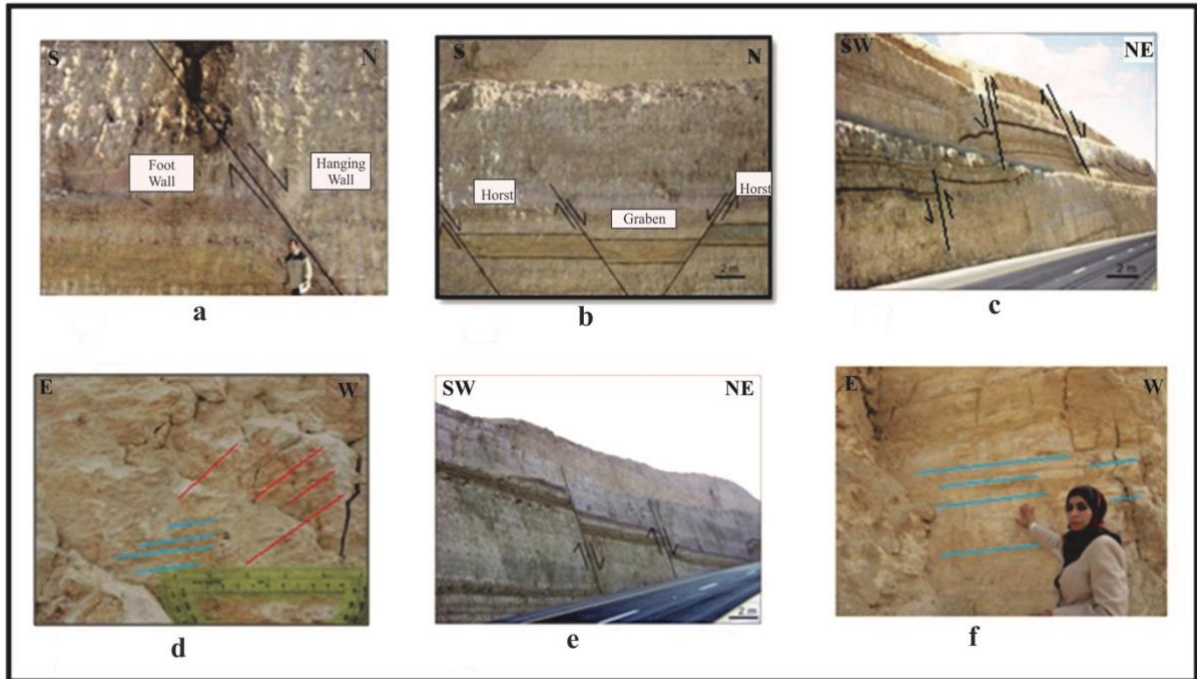 S N
Foot
Wall
Hanging
Wall
a
S N
Horst
Horst
Graben
2 m
b
SW NE
2 m
c
E W
d
SW NE
2 m
e
E W
f